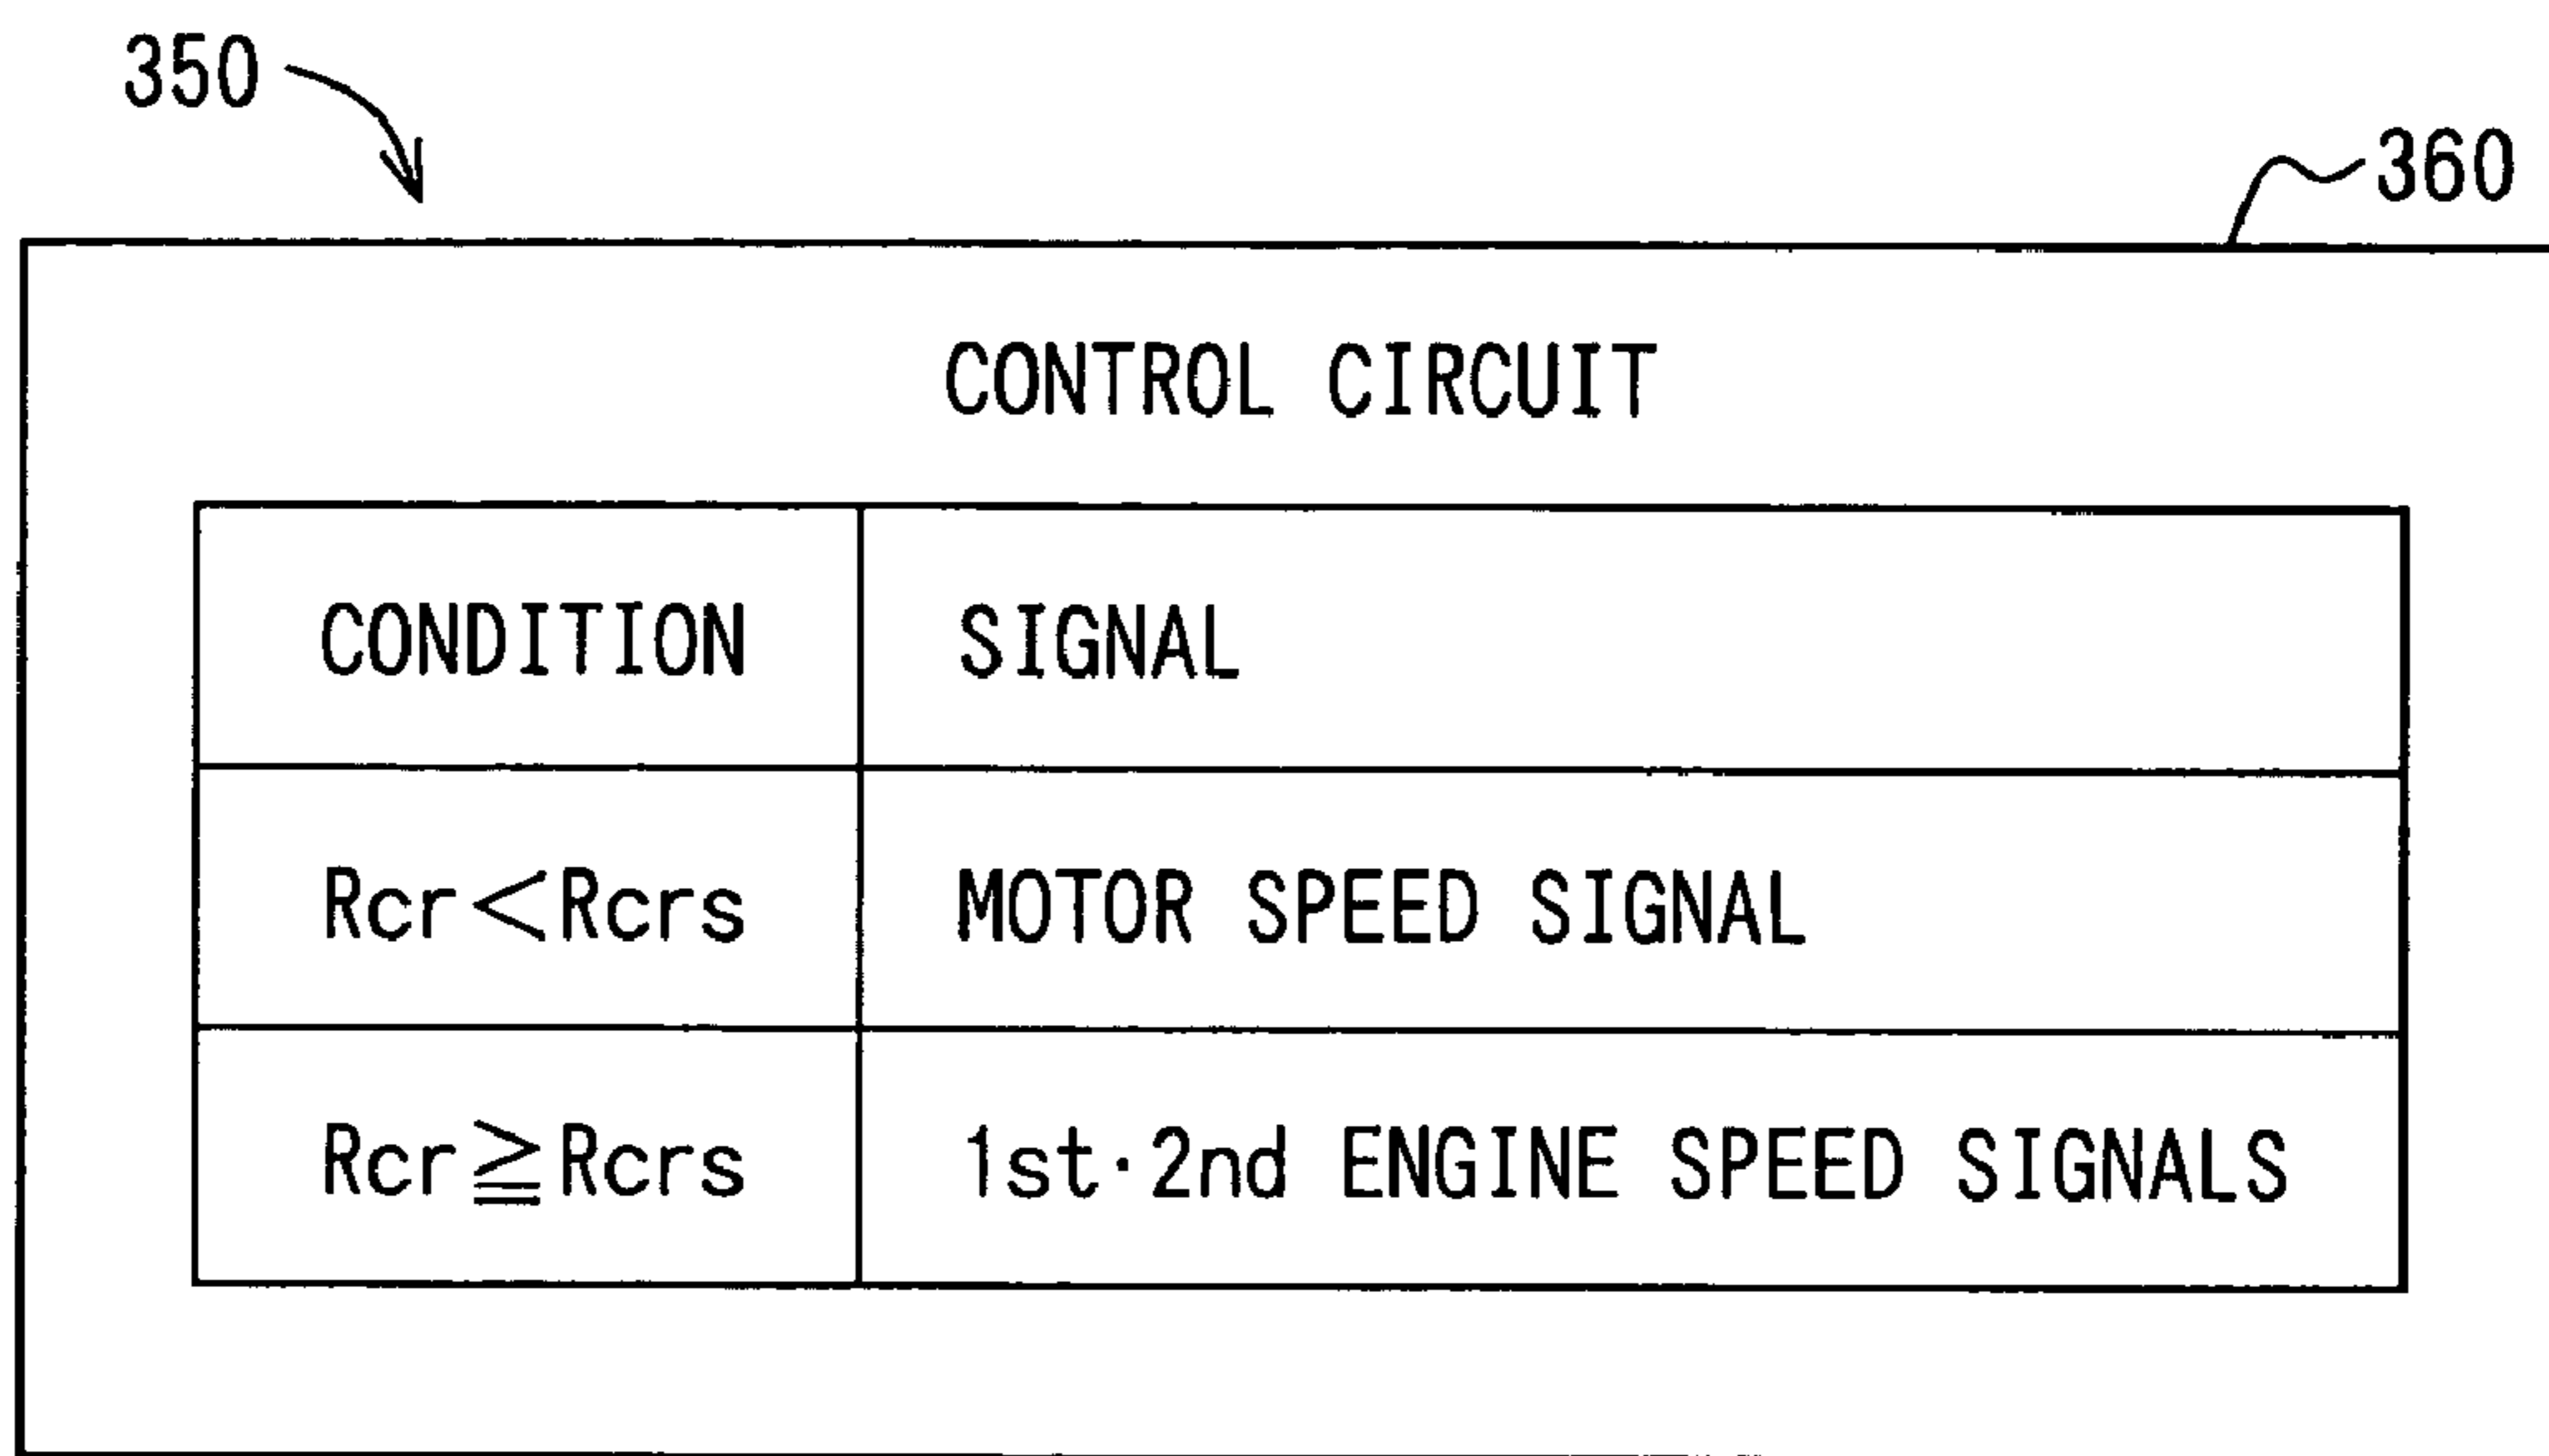 350
360
CONTROL CIRCUIT
CONDITION SIGNAL
Rcr<Rcrs MOTOR SPEED SIGNAL
Rcr≧Rcrs 1st·2nd ENGINE SPEED SIGNALS